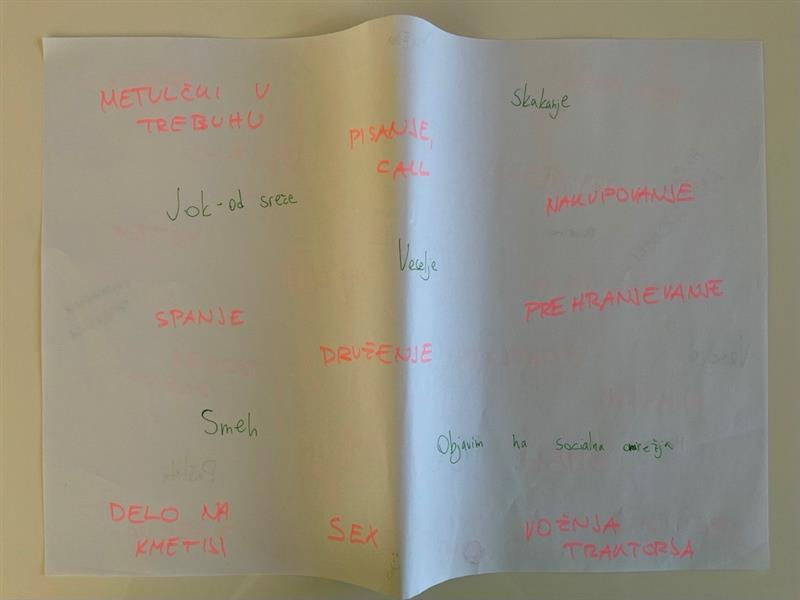 METULČKI V
TREBUHU
Skakanje
PISANJE,
CALL
NAKUPOVANJE
Jok - od sreče
Vecelje
PREHRANJEVANJE
SPANJE
DRUŽENJE
Smeh
Objavim na socialna omrežja
DELO NA
KMETIJI
SEX
VOŽNJA
TRAKTORJA